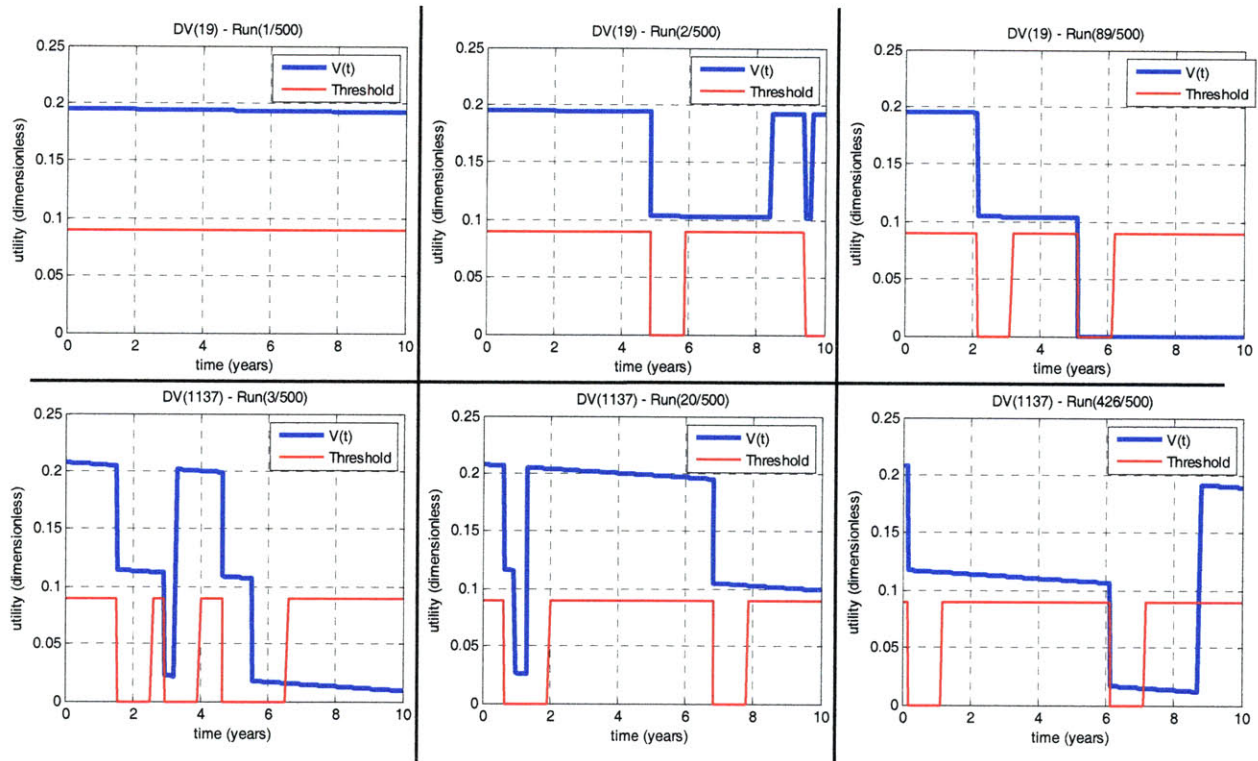 DV(19) - Run(1/500)
0.25
0.2
0.15
0.1
0.05
0
utility (dimensionless)
V(t)
Threshold
0 2 4 6 8 10
time (years)
DV(19) - Run(2/500)
0.25
0.2
0.15
0.1
0.05
0
utility (dimensionless)
V(t)
Threshold
0 2 4 6 8 10
time (years)
DV(19) - Run(89/500)
0.25
0.2
0.15
0.1
0.05
0
utility (dimensionless)
V(t)
Threshold
0 2 4 6 8 10
time (years)
DV(1137) - Run(3/500)
0.25
0.2
0.15
0.1
0.05
0
utility (dimensionless)
V(t)
Threshold
0 2 4 6 8 10
time (years)
DV(1137) - Run(20/500)
0.25
0.2
0.15
0.1
0.05
0
utility (dimensionless)
V(t)
Threshold
0 2 4 6 8 10
time (years)
DV(1137) - Run(426/500)
0.25
0.2
0.15
0.1
0.05
0
utility (dimensionless)
V(t)
Threshold
0 2 4 6 8 10
time (years)